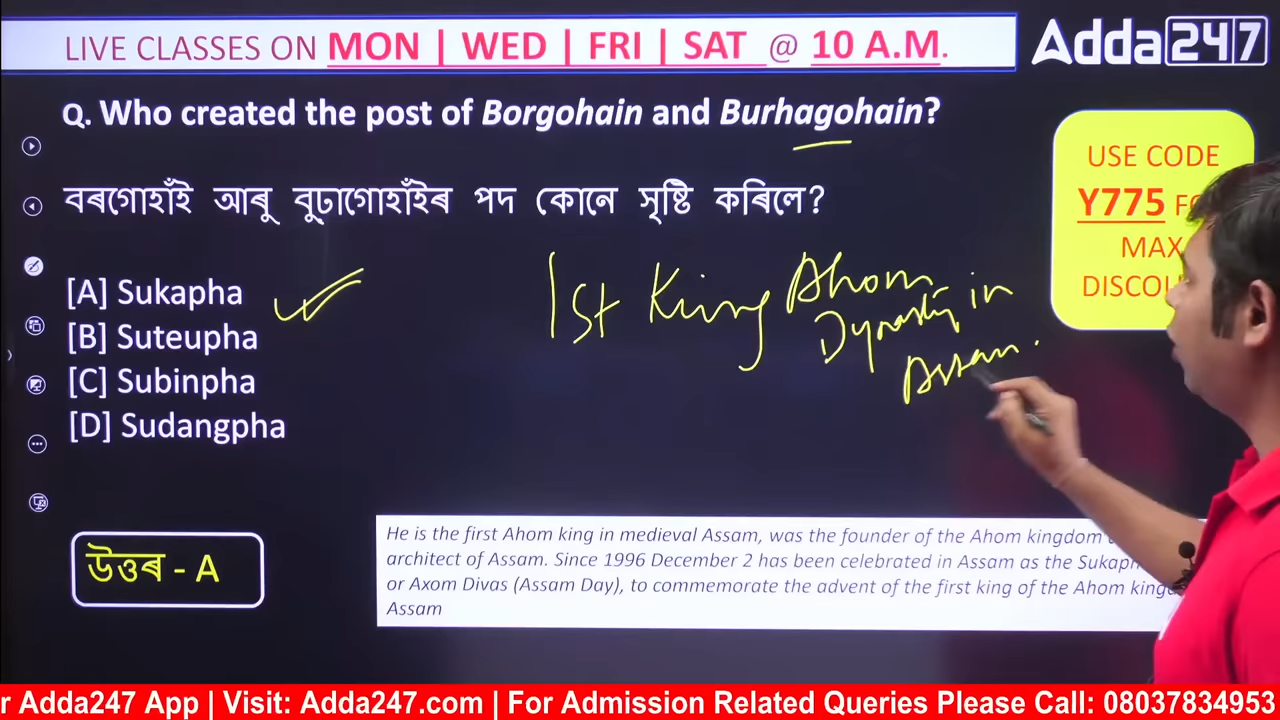 LIVE CLASSES ON MON | WED | FRI | SAT @ 10 A.M.
Adda247
Q. Who created the post of Borgohain and Burhagohain?
USE CODE
Y775
MAX
বৰগোহাঁই আৰু বুঢাগোহাঁইৰ পদ কোনে সৃষ্টি কৰিলে?
[A] Sukapha
[B] Suteupha
[C] Subinpha
[D] Sudangpha
1st King Ahom
Dynasty in
Assam.
উত্তৰ - A
He is the first Ahom king in medieval Assam, was the founder of the Ahom kingdom
architect of Assam. Since 1996 December 2 has been celebrated in Assam as the
or Axom Divas (Assam Day), to commemorate the advent of the first king of the Ahom
Assam
Adda247 App | Visit: Adda247.com | For Admission Related Queries Please Call: 08037834953